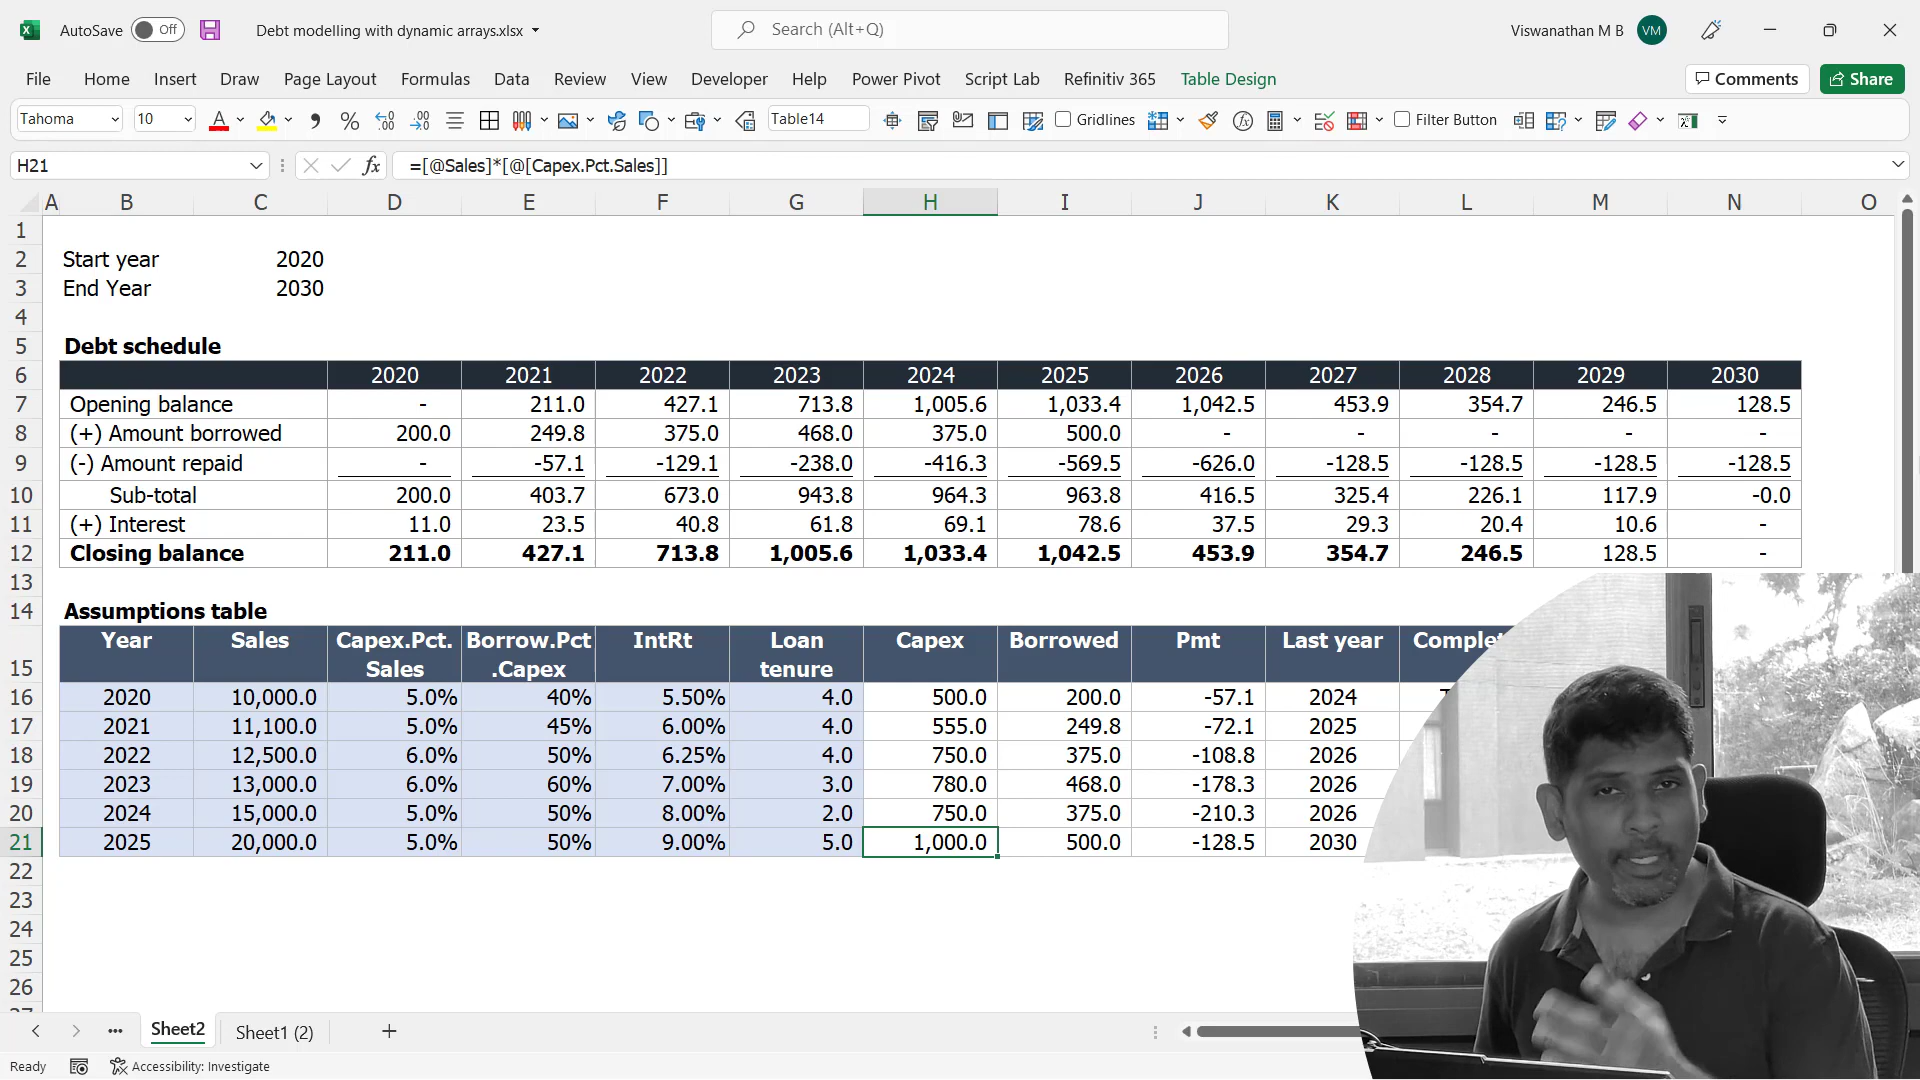 AutoSave Off Debt modelling with dynamic arrays.xlsx Search (Alt+Q) Viswanathan M B VM
File Home Insert Draw Page Layout Formulas Data Review View Developer Help Power Pivot Script Lab Refinitiv 365 Table Design Comments Share
Tahoma 10 Table14 Gridlines Filter Button
H21 fx =[@Sales]*[@[Capex.Pct.Sales]]
A B C D E F G H I J K L M N O
1
2 Start year 2020
3 End Year 2030
4
5 Debt schedule
6 2020 2021 2022 2023 2024 2025 2026 2027 2028 2029 2030
7 Opening balance - 211.0 427.1 713.8 1,005.6 1,033.4 1,042.5 453.9 354.7 246.5 128.5
8 (+) Amount borrowed 200.0 249.8 375.0 468.0 375.0 500.0 - - - - -
9 (-) Amount repaid - -57.1 -129.1 -238.0 -416.3 -569.5 -626.0 -128.5 -128.5 -128.5 -128.5
10 Sub-total 200.0 403.7 673.0 943.8 964.3 963.8 416.5 325.4 226.1 117.9 -0.0
11 (+) Interest 11.0 23.5 40.8 61.8 69.1 78.6 37.5 29.3 20.4 10.6 -
12 Closing balance 211.0 427.1 713.8 1,005.6 1,033.4 1,042.5 453.9 354.7 246.5 128.5 -
13
14 Assumptions table
Year Sales Capex.Pct. Borrow.Pct IntRt Loan Capex Borrowed Pmt Last year
15 Sales .Capex tenure
16 2020 10,000.0 5.0% 40% 5.50% 4.0 500.0 200.0 -57.1 2024
17 2021 11,100.0 5.0% 45% 6.00% 4.0 555.0 249.8 -72.1 2025
18 2022 12,500.0 6.0% 50% 6.25% 4.0 750.0 375.0 -108.8 2026
19 2023 13,000.0 6.0% 60% 7.00% 3.0 780.0 468.0 -178.3 2026
20 2024 15,000.0 5.0% 50% 8.00% 2.0 750.0 375.0 -210.3 2026
21 2025 20,000.0 5.0% 50% 9.00% 5.0 1,000.0 500.0 -128.5 2030
22
23
24
25
26
Sheet2 Sheet1 (2)
Ready Accessibility: Investigate